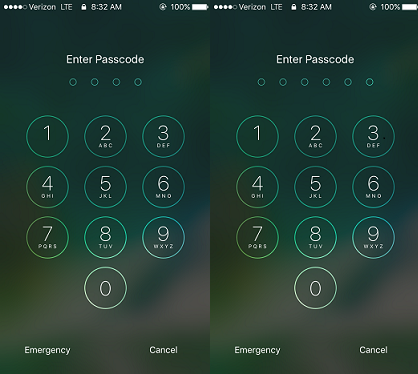 Verizon LTE 8:32 AM 100%
Enter Passcode
1 2 3
ABC DEF
4 5 6
GHI JKL MNO
7 8 9
PQRS TUV WXYZ
0
Emergency Cancel
Verizon LTE 8:32 AM 100%
Enter Passcode
1 2 3
ABC DEF
4 5 6
GHI JKL MNO
7 8 9
PQRS TUV WXYZ
0
Emergency Cancel